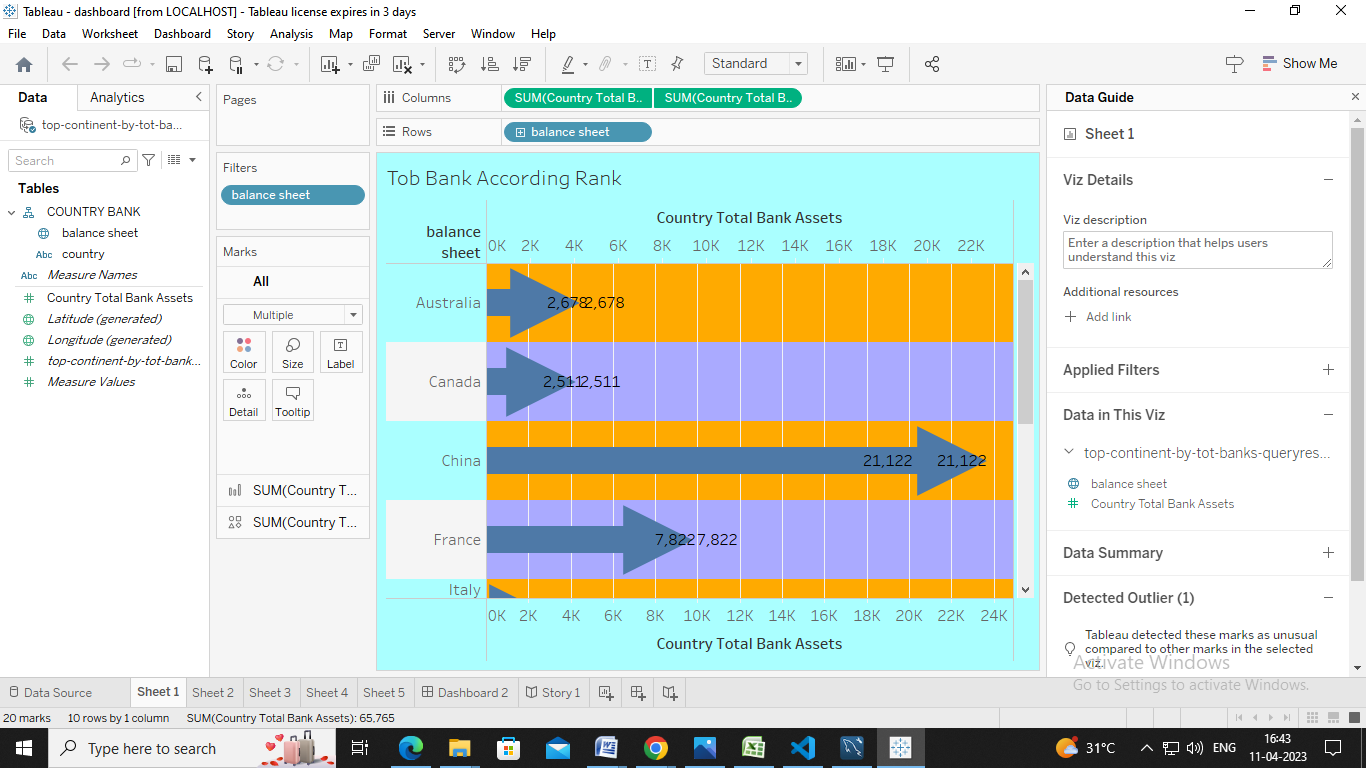 Tableau - dashboard [from LOCALHOST] - Tableau license expires in 3 days
File Data Worksheet Dashboard Story Analysis Map Format Server Window Help
Standard
Show Me
Data Analytics
top-continent-by-tot-ba...
Search
Tables
COUNTRY BANK
balance sheet
Abc country
Abc Measure Names
Country Total Bank Assets
Latitude (generated)
Longitude (generated)
top-continent-by-tot-bank...
Measure Values
Pages
Filters
balance sheet
Marks
All
Multiple
Color Size Label
Detail Tooltip
SUM(Country T...
SUM(Country T...
Columns SUM(Country Total B.. SUM(Country Total B..
Rows balance sheet
Tob Bank According Rank
Country Total Bank Assets
balance
sheet
0K 2K 4K 6K 8K 10K 12K 14K 16K 18K 20K 22K
Australia 2,678 2,678
Canada 2,511 2,511
China 21,122 21,122
France 7,822 7,822
Italy
0K 2K 4K 6K 8K 10K 12K 14K 16K 18K 20K 22K 24K
Country Total Bank Assets
Data Guide
Sheet 1
Viz Details
Viz description
Enter a description that helps users
understand this viz
Additional resources
Add link
Applied Filters
Data in This Viz
top-continent-by-tot-banks-queryres...
balance sheet
Country Total Bank Assets
Data Summary
Detected Outlier (1)
Tableau detected these marks as unusual
compared to other marks in the selected
viz.
Activate Windows
Go to Settings to activate Windows.
Data Source Sheet 1 Sheet 2 Sheet 3 Sheet 4 Sheet 5 Dashboard 2 Story 1
20 marks 10 rows by 1 column SUM(Country Total Bank Assets): 65,765
Type here to search
31°C
ENG
16:43
11-04-2023